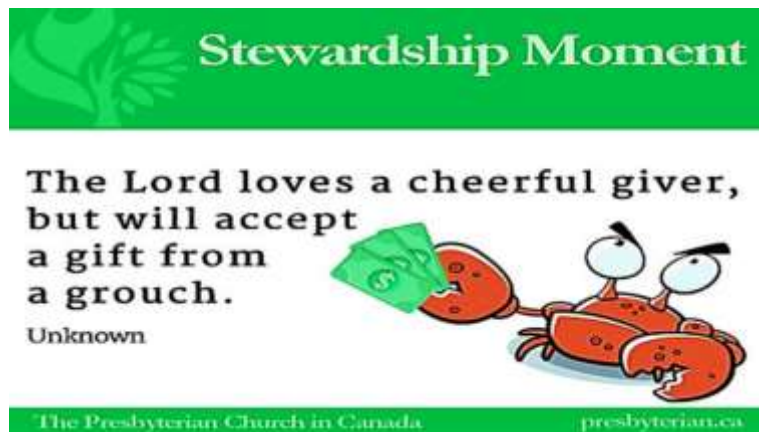 Stewardship Moment
The Lord loves a cheerful giver,
but will accept
a gift from
a grouch.
Unknown
$
The Presbyterian Church in Canada
presbyterian.ca